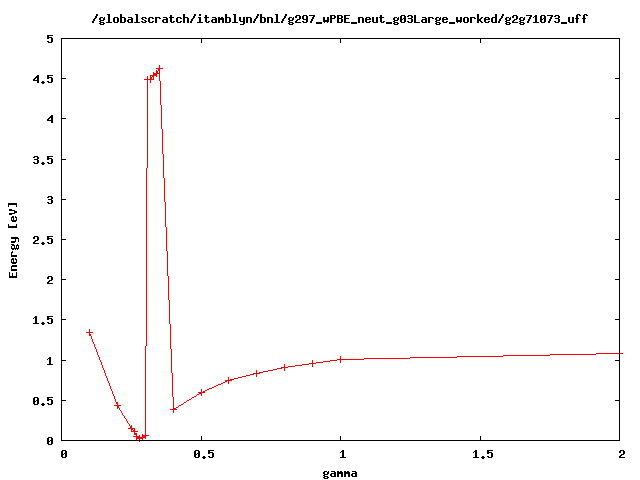 /globalscratch/itamblyn/bnl/g297_wPBE_neut_g03Large_worked/g2g71073_uff
5
4.5
4
3.5
3
2.5
2
1.5
1
0.5
0
Energy [eV]
0 0.5 1 1.5 2
gamma